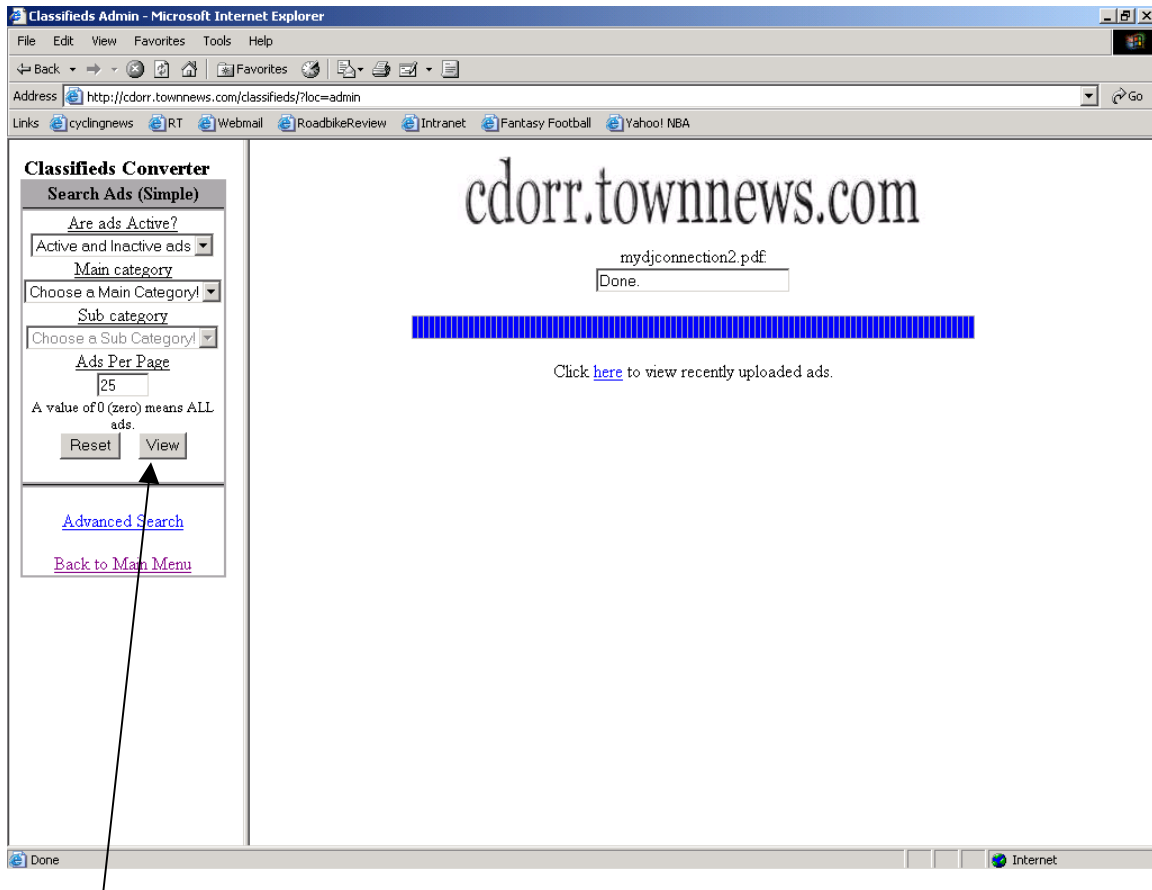 Classifieds Admin - Microsoft Internet Explorer
File Edit View Favorites Tools Help
Back Favorites
Address http://cdorr.townnews.com/classifieds/?loc=admin Go
Links cyclingnews RT Webmail RoadbikeReview Intranet Fantasy Football Yahoo! NBA
Classifieds Converter
Search Ads (Simple)
Are ads Active?
Active and Inactive ads
Main category
Choose a Main Category!
Sub category
Choose a Sub Category!
Ads Per Page
25
A value of 0 (zero) means ALL
ads.
Reset View
Advanced Search
Back to Main Menu
cdorr.townnews.com
mydjconnection2.pdf:
Done.
Click here to view recently uploaded ads.
Done Internet